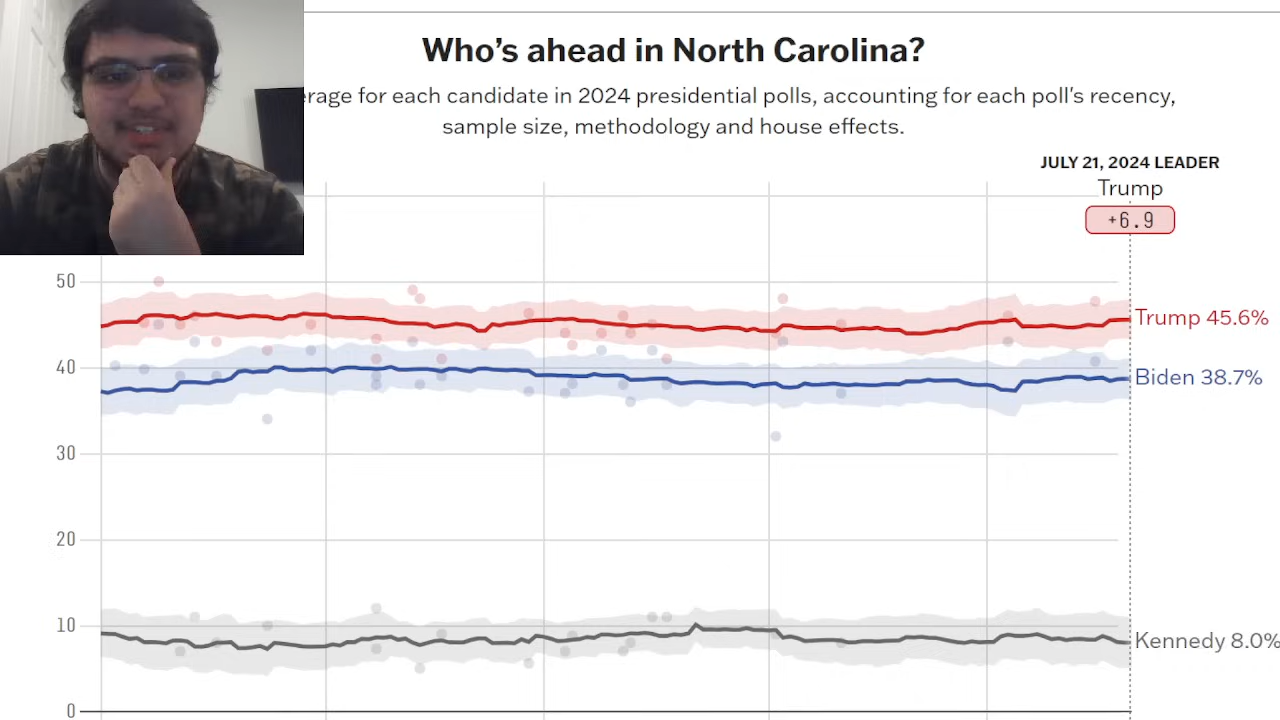 Who's ahead in North Carolina?
erage for each candidate in 2024 presidential polls, accounting for each poll's recency,
sample size, methodology and house effects.
JULY 21, 2024 LEADER
Trump
+6.9
50
Trump 45.6%
40
Biden 38.7%
30
20
10
Kennedy 8.0%
0